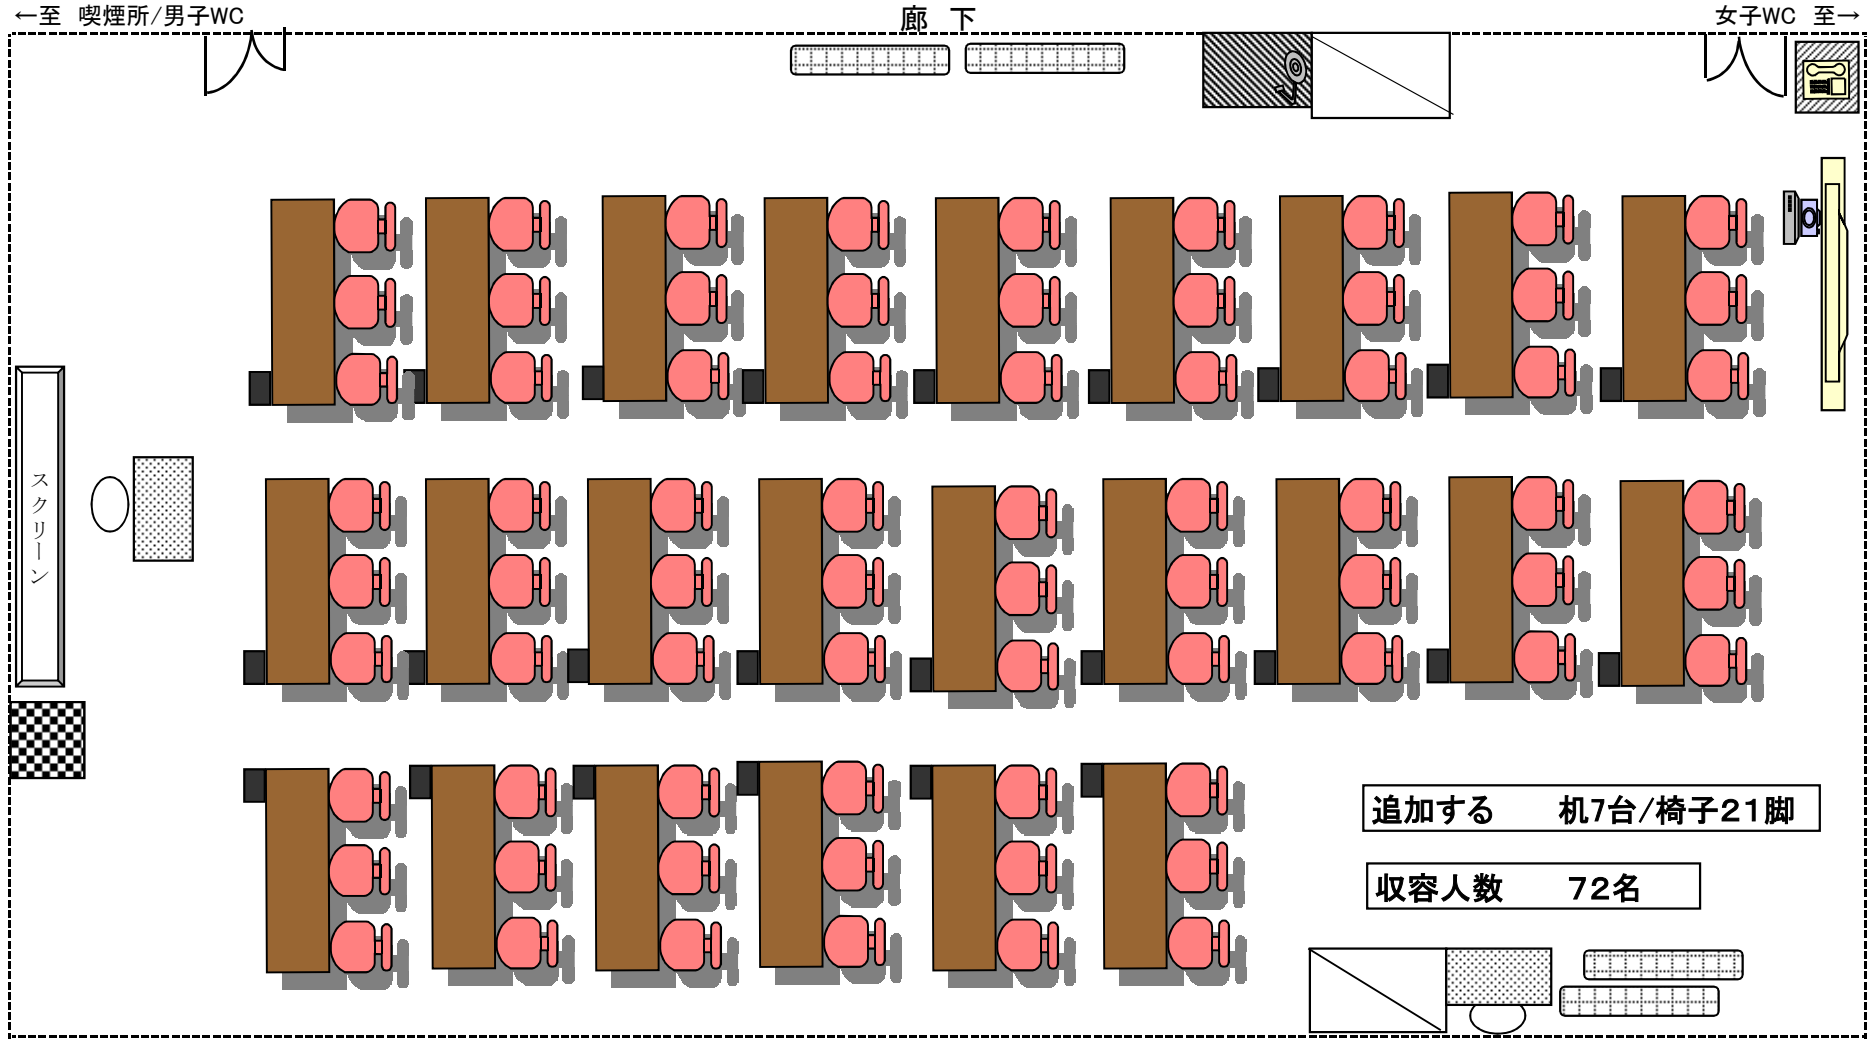 ←至　喫煙所/男子WC
廊　下
女子WC　至→
スクリーン
追加する　　机7台/椅子２１脚
収容人数　　７２名